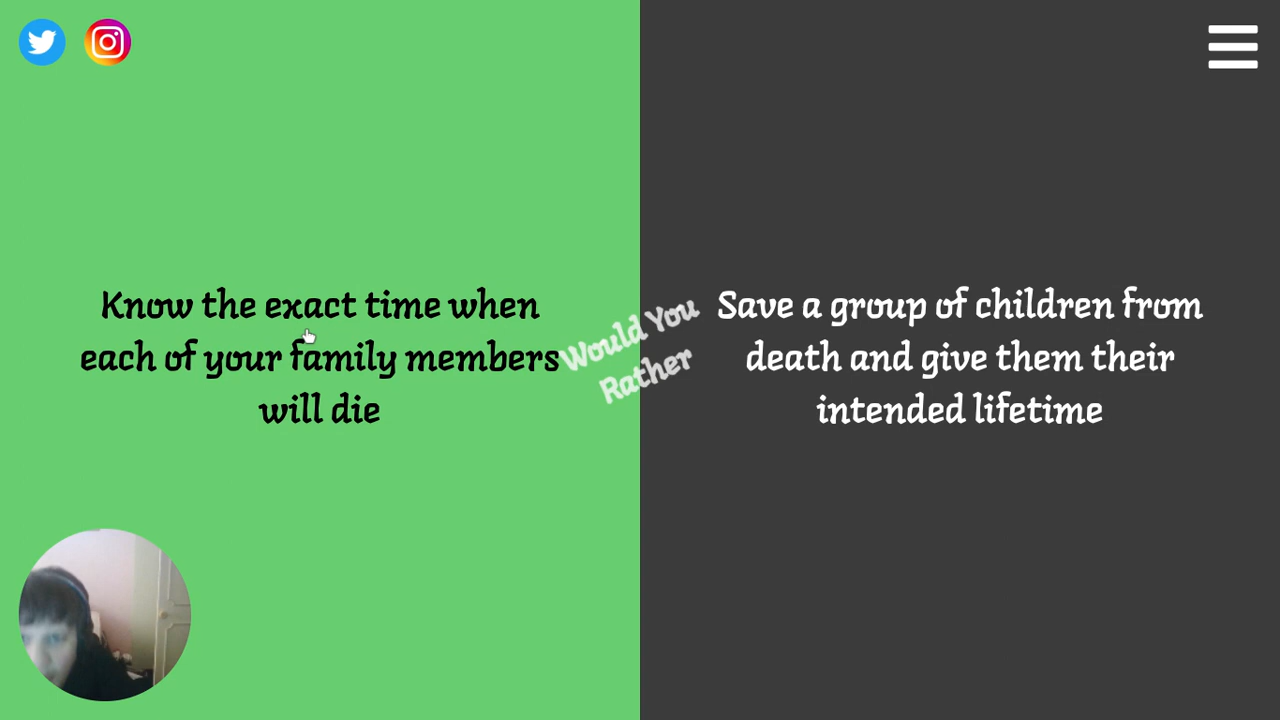 Know the exact time when
each of your family members
will die
Would You
Rather
Save a group of children from
death and give them their
intended lifetime